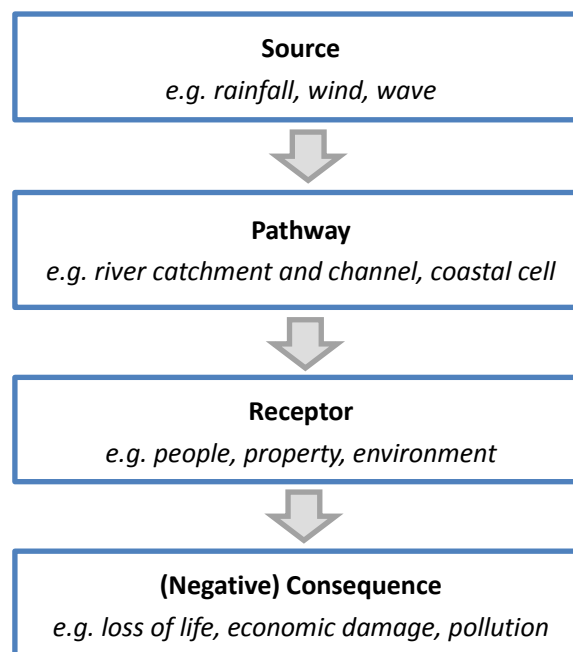 Source
e.g. rainfall, wind, wave
Pathway
e.g. river catchment and channel, coastal cell
Receptor
e.g. people, property, environment
(Negative) Consequence
e.g. loss of life, economic damage, pollution